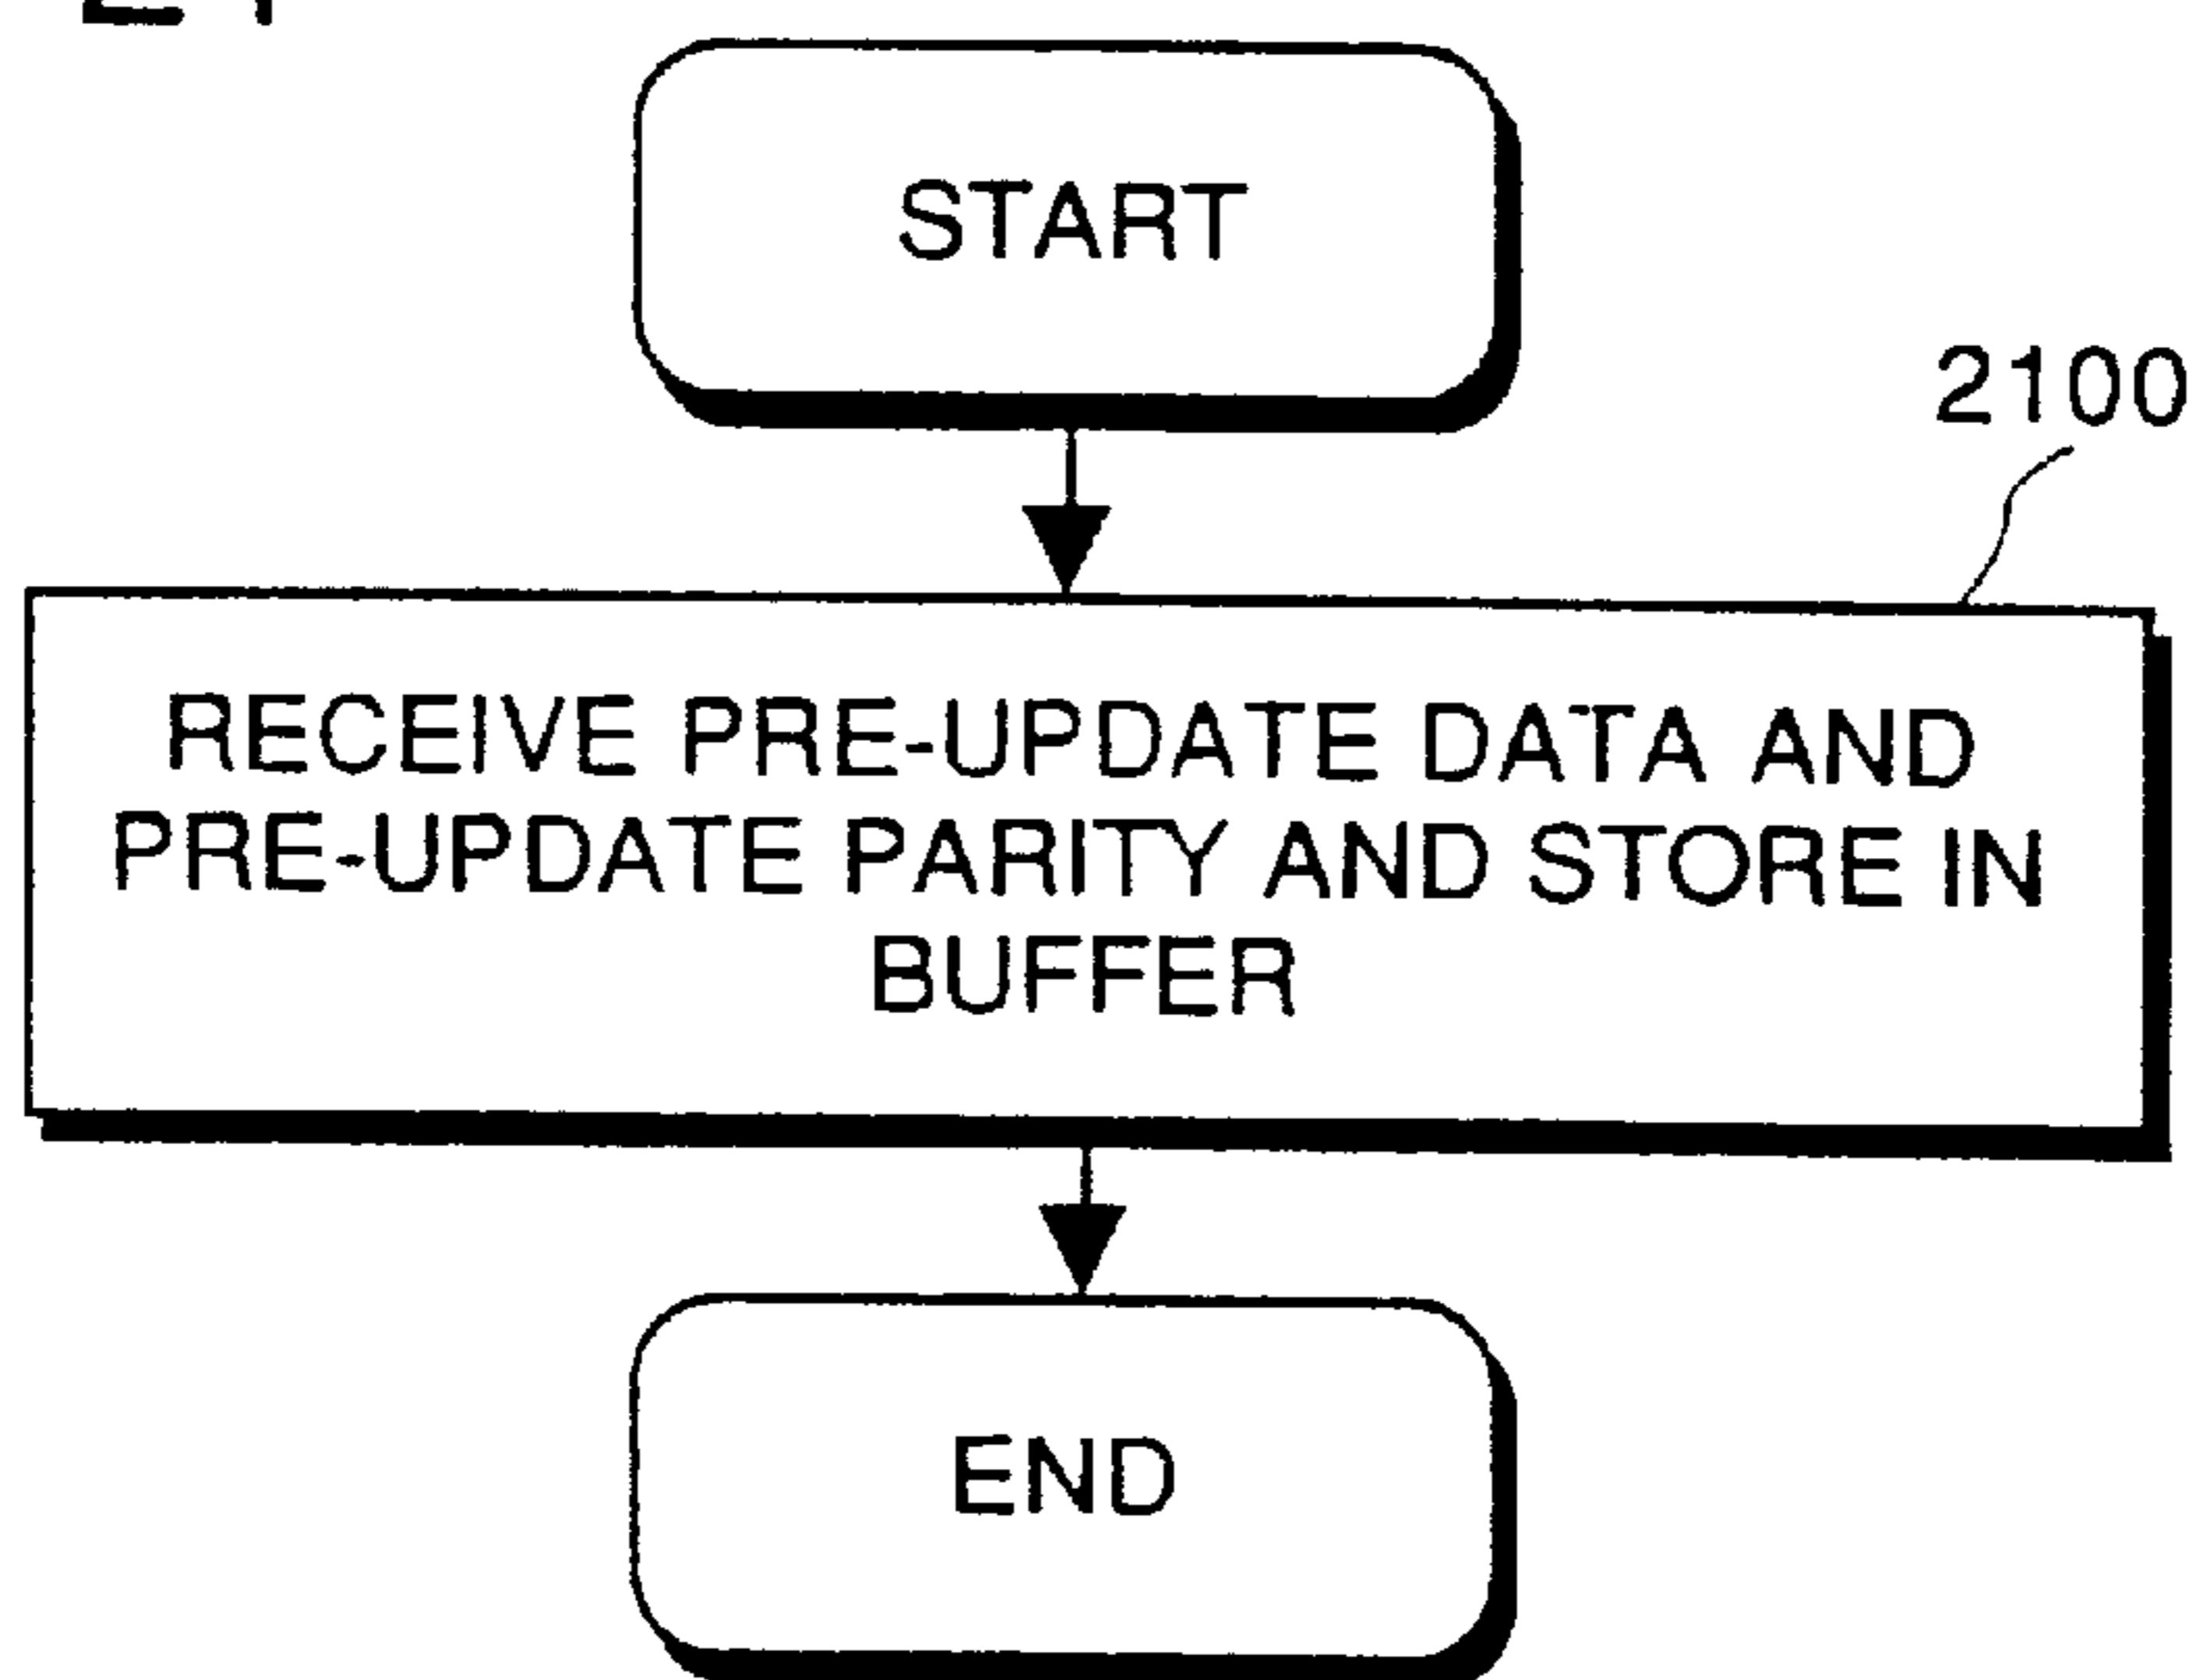 START
2100
RECEIVE PRE-UPDATE DATA AND
PRE-UPDATE PARITY AND STORE IN
BUFFER
END